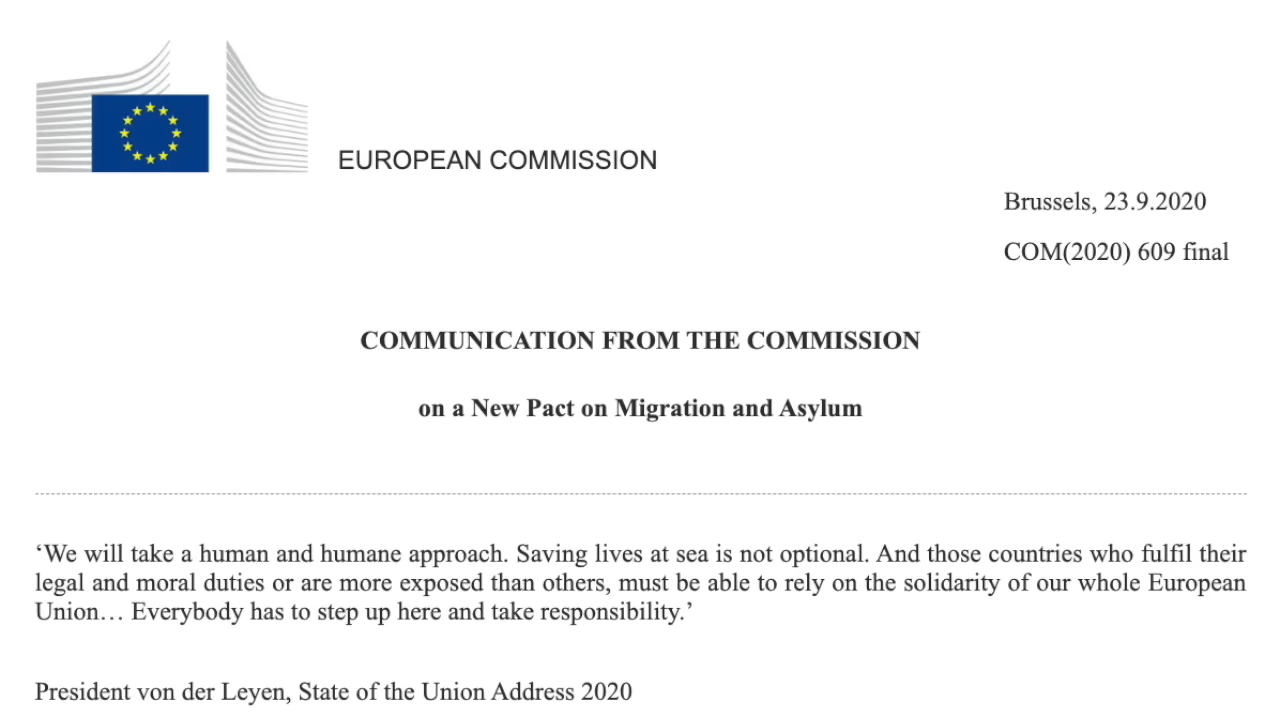 EUROPEAN COMMISSION
Brussels, 23.9.2020
COM(2020) 609 final
COMMUNICATION FROM THE COMMISSION
on a New Pact on Migration and Asylum
‘We will take a human and humane approach. Saving lives at sea is not optional. And those countries who fulfil their
legal and moral duties or are more exposed than others, must be able to rely on the solidarity of our whole European
Union… Everybody has to step up here and take responsibility.’
President von der Leyen, State of the Union Address 2020